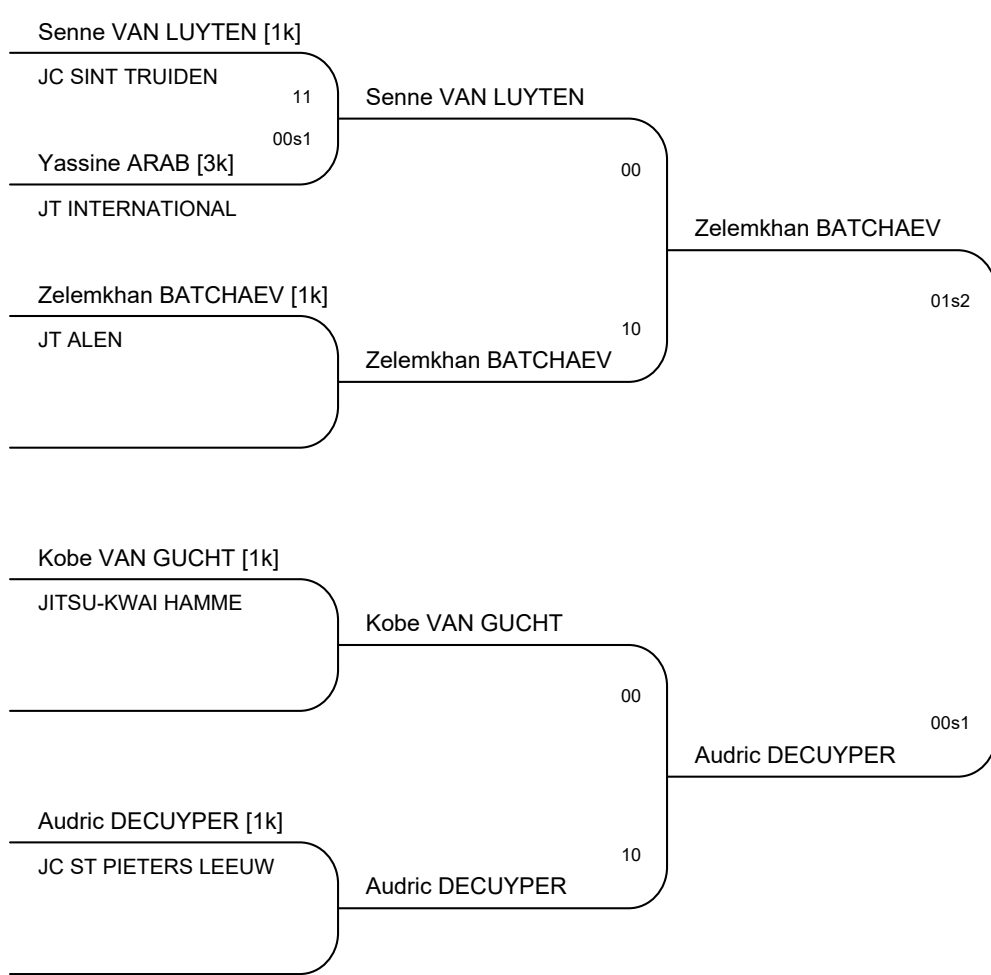 Senne VAN LUYTEN [1k]
JC SINT TRUIDEN
11
Senne VAN LUYTEN
00s1
Yassine ARAB [3k]
00
JT INTERNATIONAL
Zelemkhan BATCHAEV
Zelemkhan BATCHAEV [1k]
01s2
JT ALEN
10
Zelemkhan BATCHAEV
Kobe VAN GUCHT [1k]
JITSU-KWAI HAMME
Kobe VAN GUCHT
00
00s1
Audric DECUYPER
Audric DECUYPER [1k]
JC ST PIETERS LEEUW
10
Audric DECUYPER